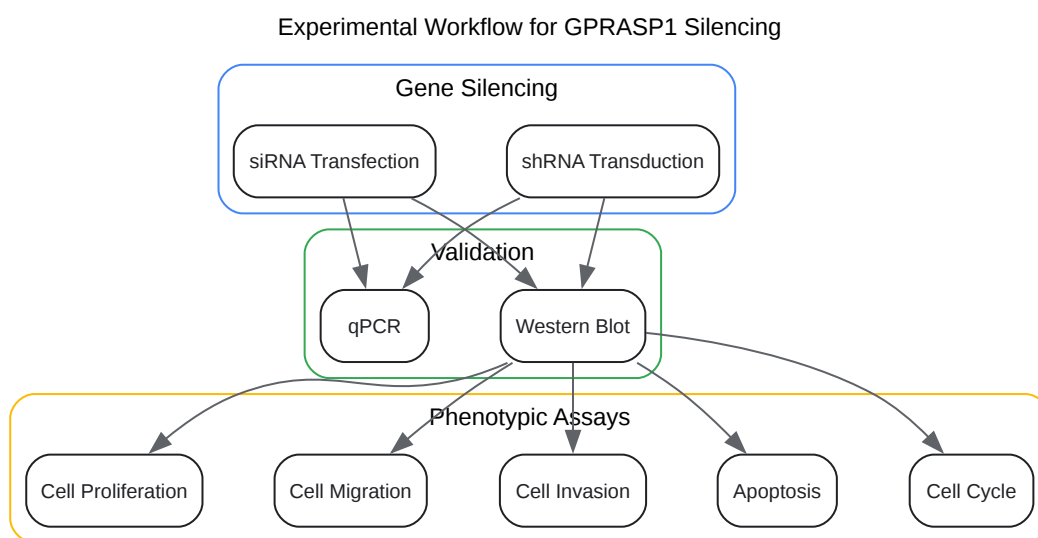 Experimental Workflow for GPRASP1 Silencing
Gene Silencing
siRNA Transfection
shRNA Transduction
Validation
qPCR
Western Blot
Phenotypic Assays
Cell Proliferation
Cell Migration
Cell Invasion
Apoptosis
Cell Cycle